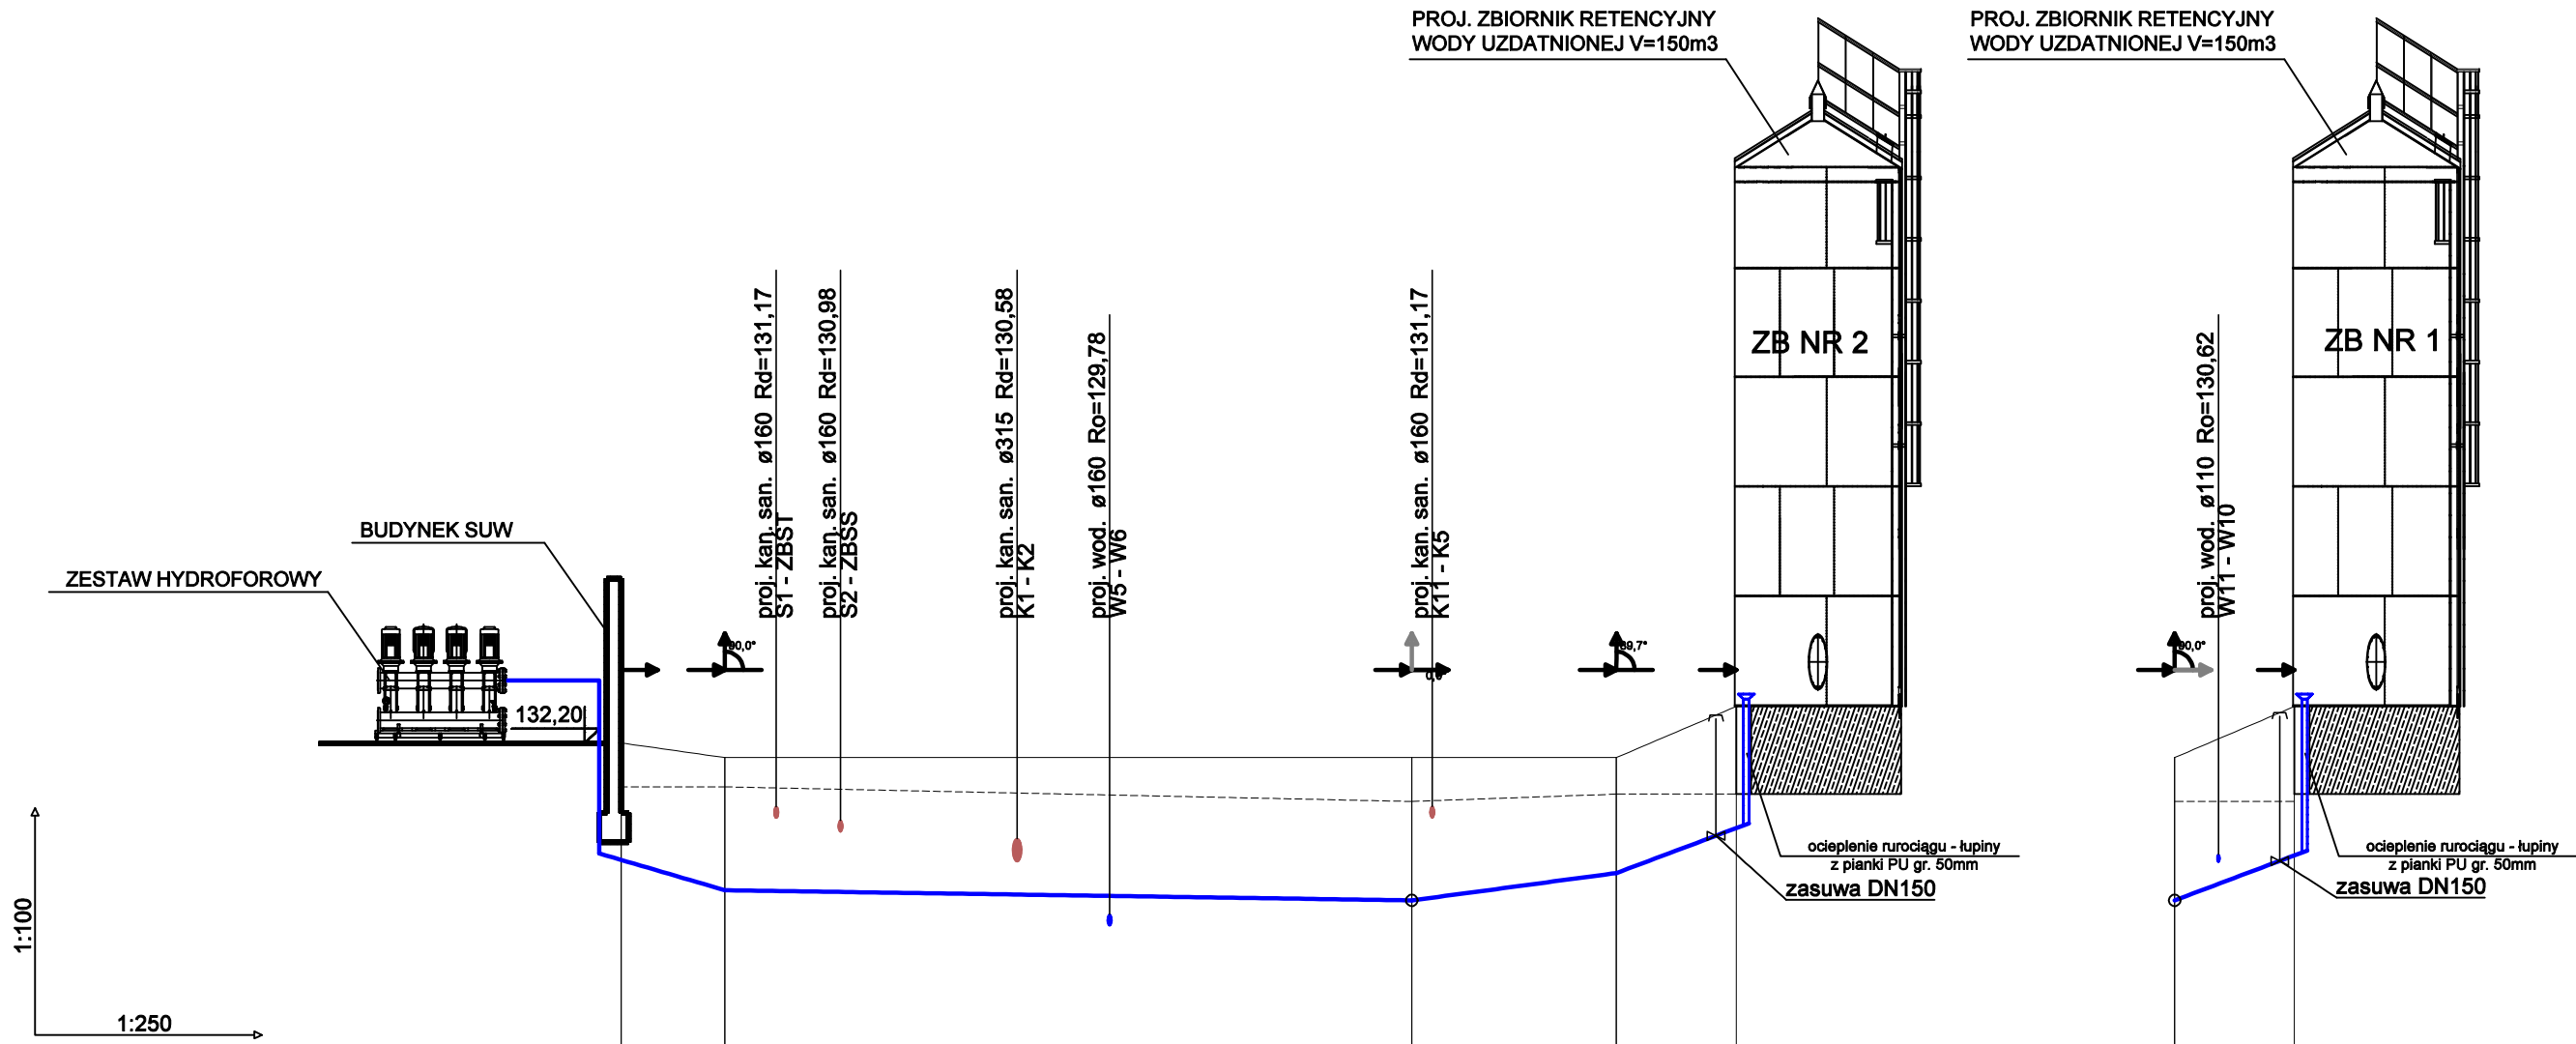 PROJ. ZBIORNIK RETENCYJNY
WODY UZDATNIONEJ V=150m3
PROJ. ZBIORNIK RETENCYJNY
WODY UZDATNIONEJ V=150m3
proj. kan. san. ø160 Rd=131,17
S1 - ZBST
proj. kan. san. ø160 Rd=130,98
S2 - ZBSS
proj. kan. san. ø315 Rd=130,58
K1 - K2
proj. wod. ø160 Ro=129,78
W5 - W6
proj. kan. san. ø160 Rd=131,17
K11 - K5
ZB NR 2
proj. wod. ø110 Ro=130,62
W11 - W10
ZB NR 1
BUDYNEK SUW
ZESTAW HYDROFOROWY
90,0°
0,0°
89,7°
90,0°
132,20
ocieplenie rurociągu - łupiny
z pianki PU gr. 50mm
zasuwa DN150
ocieplenie rurociągu - łupiny
z pianki PU gr. 50mm
zasuwa DN150
1:100
1:250